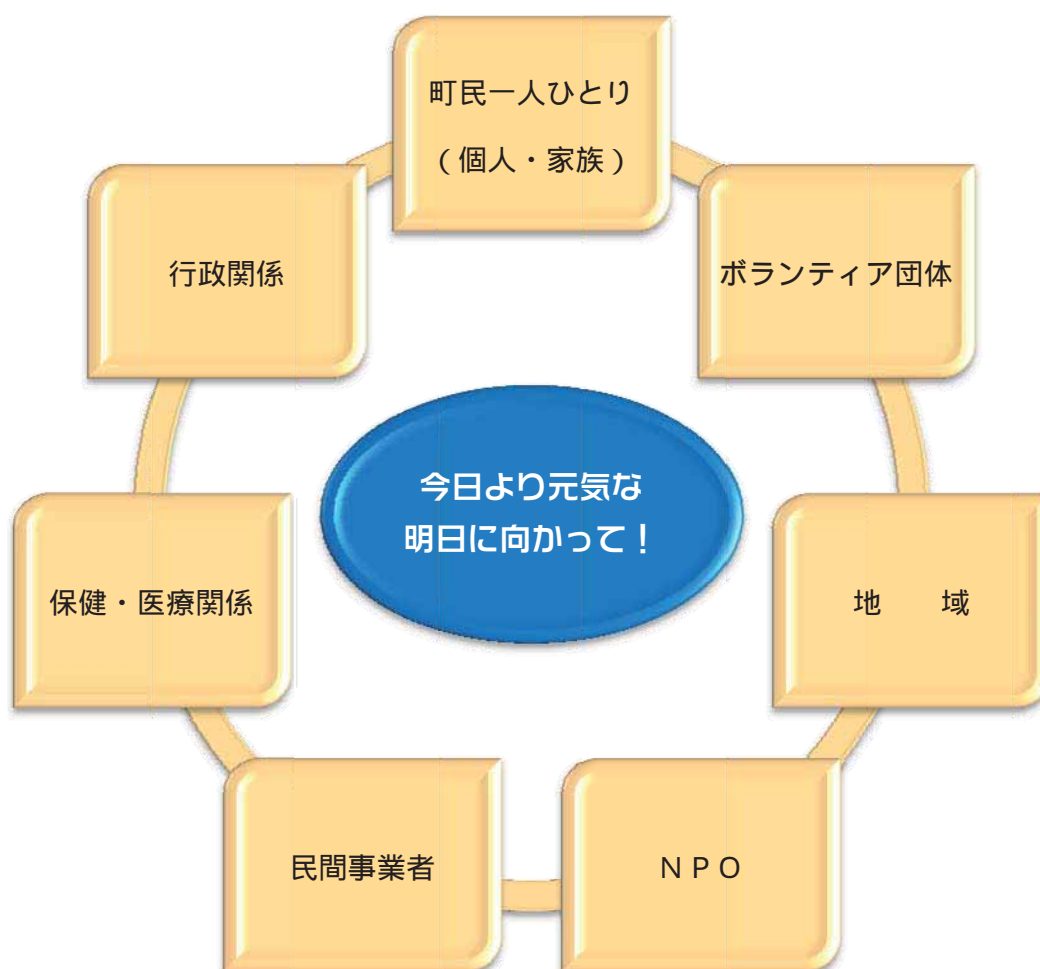 町民一人ひとり
（個人・家族）
行政関係
ボランティア団体
今日より元気な
明日に向かって！
保健・医療関係
地　　域
民間事業者
ＮＰＯ